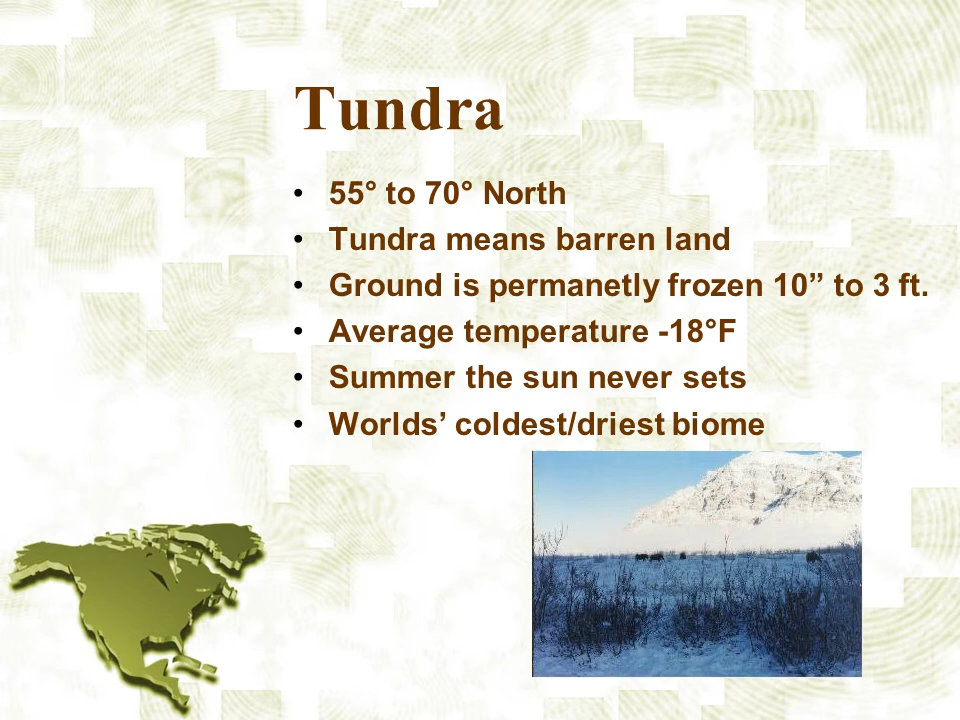 Tundra
• 55° to 70° North
• Tundra means barren land
• Ground is permanetly frozen 10” to 3 ft.
• Average temperature -18°F
• Summer the sun never sets
• Worlds’ coldest/driest biome